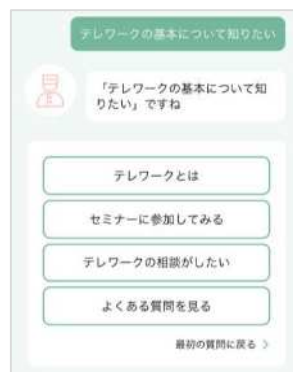 テレワークの基本について知りたい
「テレワークの基本について知
りたい」ですね
テレワークとは
セミナーに参加してみる
テレワークの相談がしたい
よくある質問を見る
最初の質問に戻る >